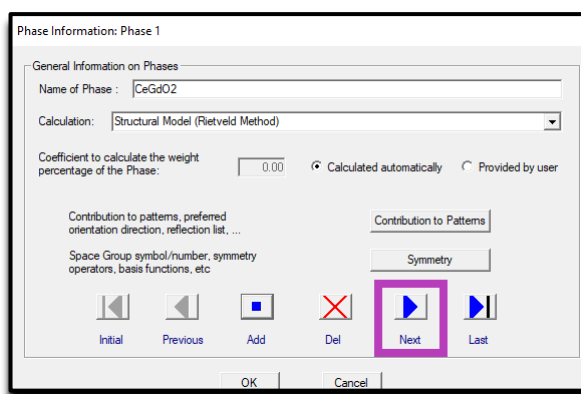 Phase Information: Phase 1
General Information on Phases
Name of Phase : CeGdO2
Calculation: Structural Model (Rietveld Method)
Coefficient to calculate the weight
percentage of the Phase: 0.00 Calculated automatically Provided by user
Contribution to patterns, preferred
orientation direction, reflection list, ...
Contribution to Patterns
Space Group symbol/number, symmetry
operators, basis functions, etc
Symmetry
Initial Previous Add Del Next Last
OK Cancel